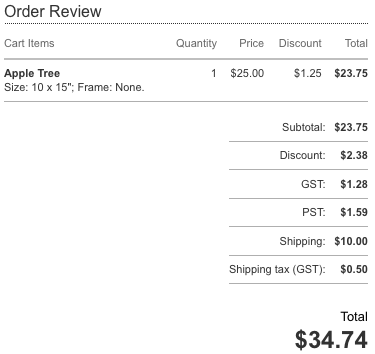 Order Review
Cart Items Quantity Price Discount Total
Apple Tree 1 $25.00 $1.25 $23.75
Size: 10 x 15"; Frame: None.
Subtotal: $23.75
Discount: $2.38
GST: $1.28
PST: $1.59
Shipping: $10.00
Shipping tax (GST): $0.50
Total
$34.74